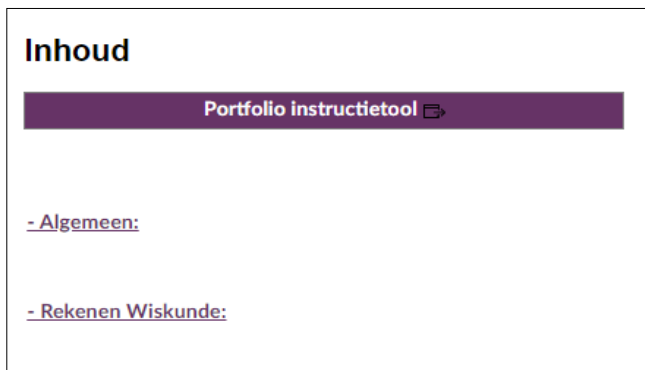 Inhoud
Portfolio instructietool
- Algemeen:
- Rekenen Wiskunde: